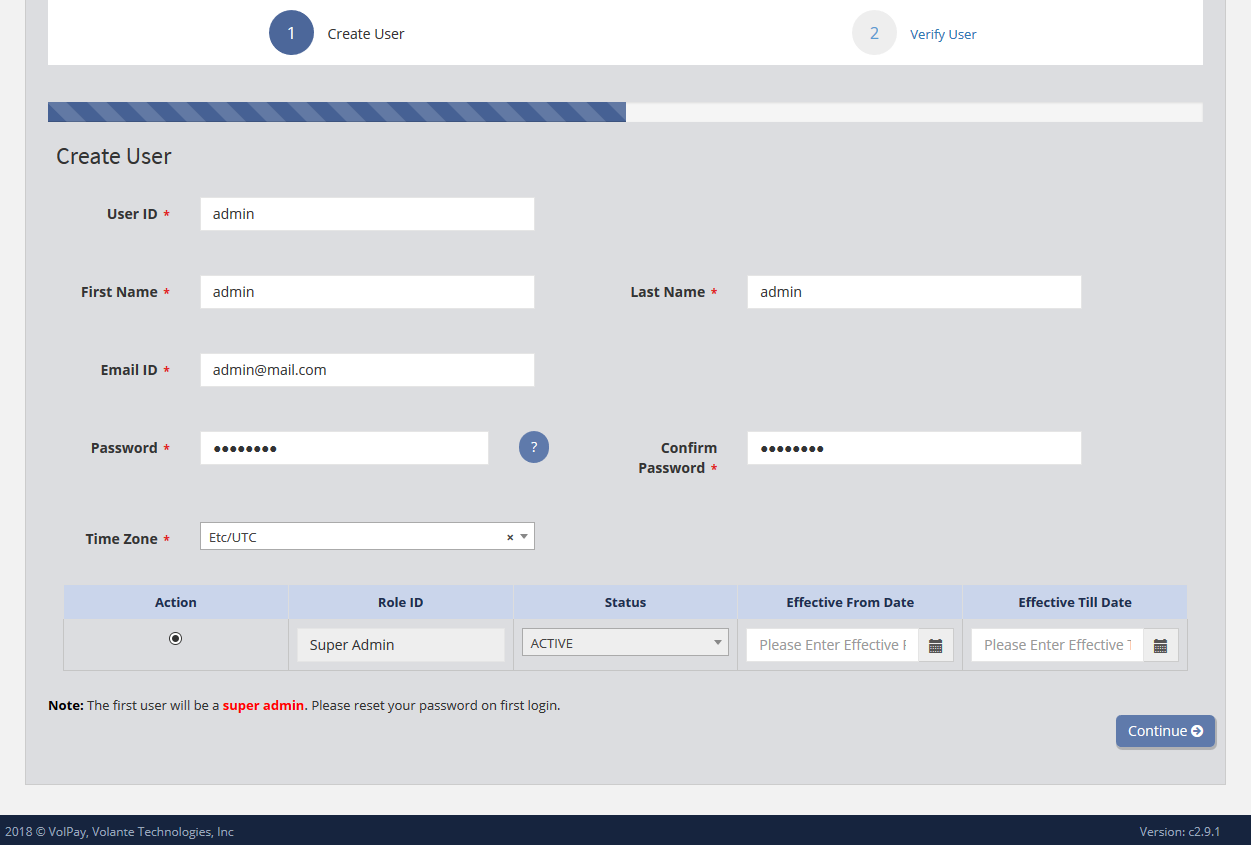 1 Create User 2 Verify User
Create User
User ID *
admin
First Name * admin Last Name * admin
Email ID * admin@mail.com
Password * ●●●●●●●● ? Confirm Password * ●●●●●●●●
Time Zone * Etc/UTC × 
Action Role ID Status Effective From Date Effective Till Date
Super Admin ACTIVE Please Enter Effective Please Enter Effective
Note: The first user will be a super admin. Please reset your password on first login.
Continue
2018 © VolPay, Volante Technologies, Inc Version: c2.9.1